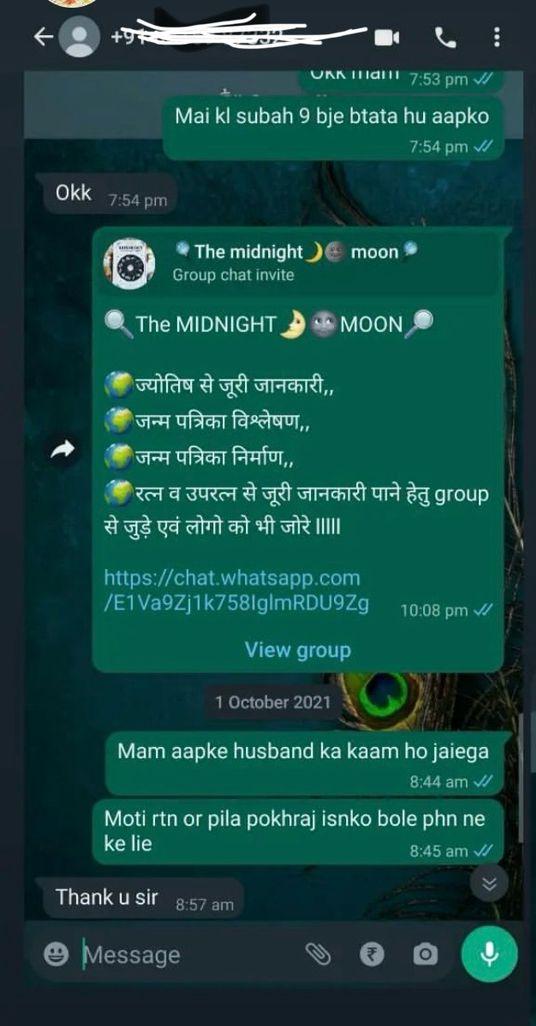 +91
Okk mam 7:53 pm
Mai kl subah 9 bje btata hu aapko
7:54 pm
Okk 7:54 pm
The midnight🌙🌚 moon
Group chat invite
🔍The MIDNIGHT🌛🌚MOON🔎
🌍ज्योतिष से जूरी जानकारी,,
🌍जन्म पत्रिका विश्लेषण,,
🌍जन्म पत्रिका निर्माण,,
🌍रत्न व उपरत्न से जूरी जानकारी पाने हेतु group
से जुड़े एवं लोगो को भी जोरे lllll
https://chat.whatsapp.com
/E1Va9Zj1k758IglmRDU9Zg 10:08 pm
View group
1 October 2021
Mam aapke husband ka kaam ho jaiega
8:44 am
Moti rtn or pila pokhraj isnko bole phn ne
ke lie 8:45 am
Thank u sir 8:57 am
Message